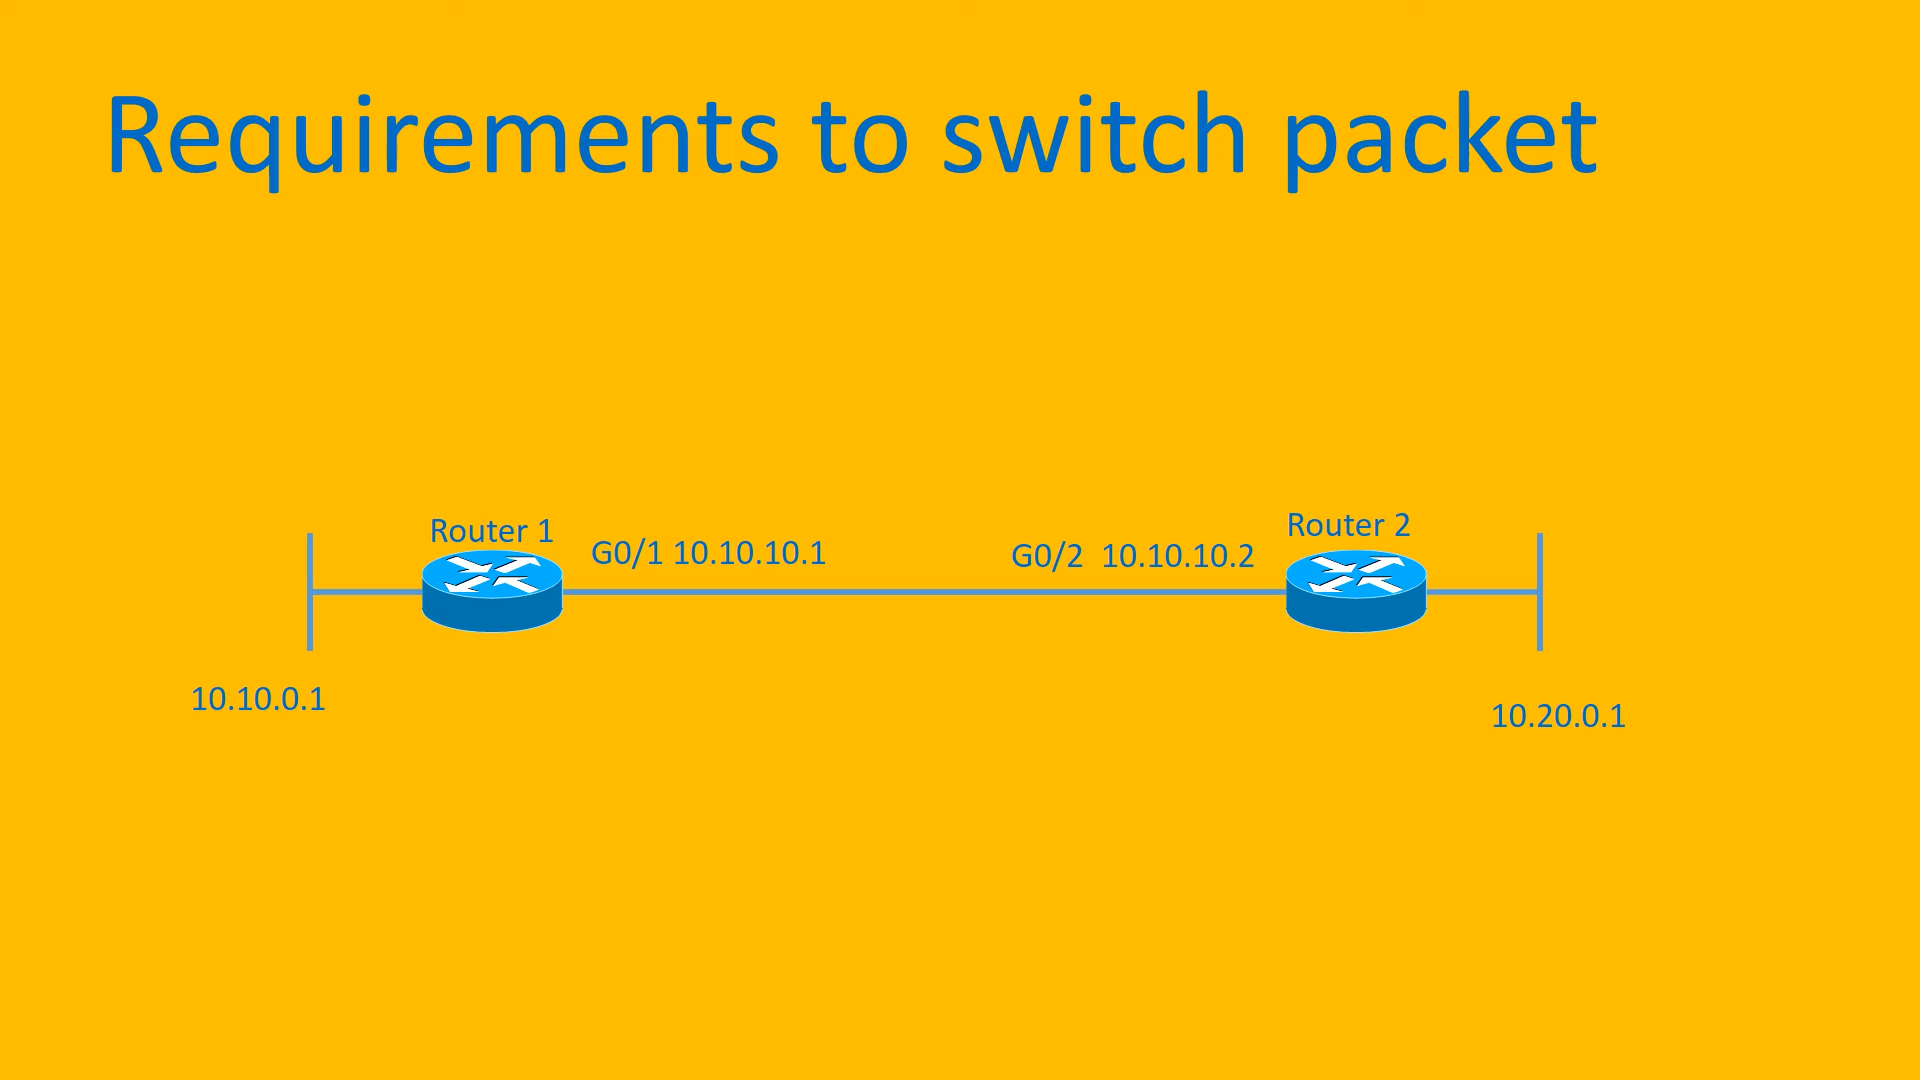 Requirements to switch packet
Router 1
G0/1 10.10.10.1
G0/2  10.10.10.2
Router 2
10.10.0.1
10.20.0.1